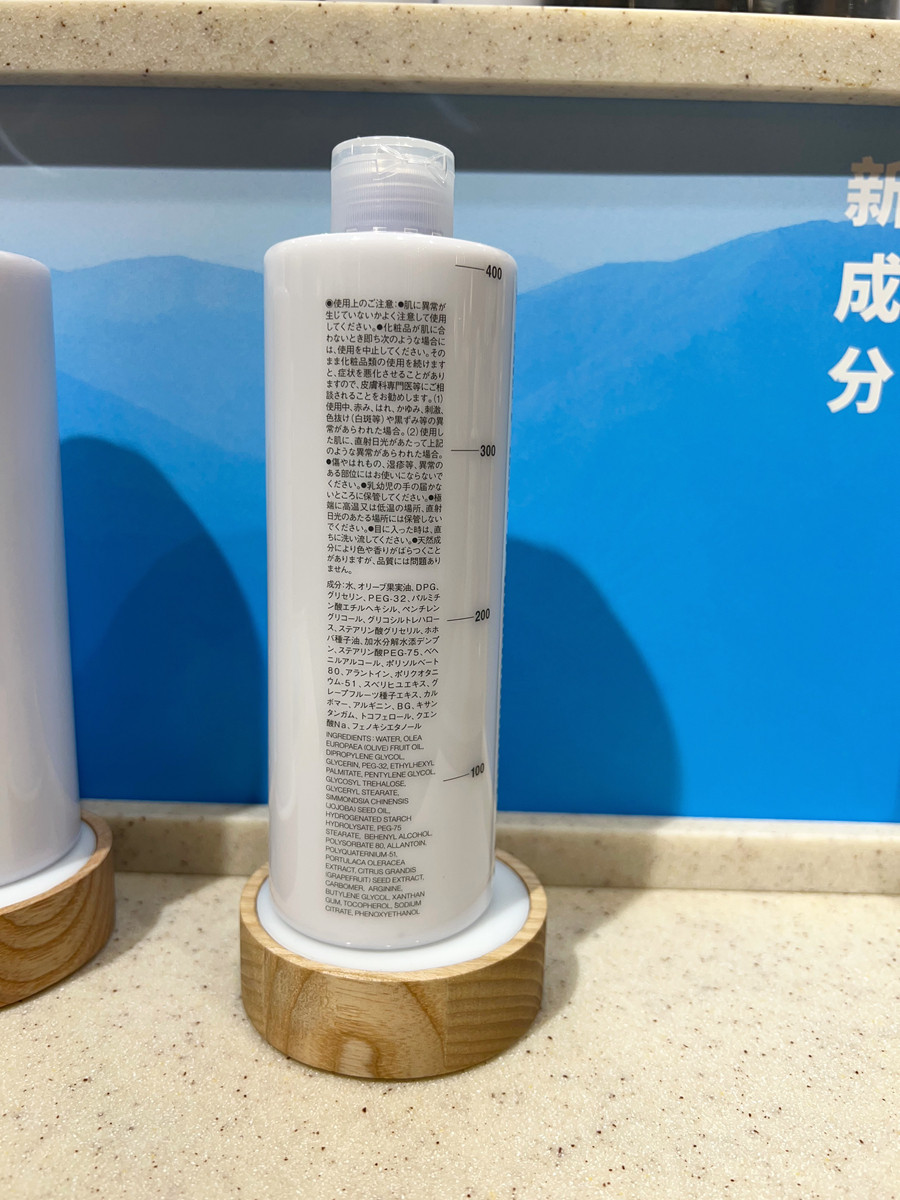 新
成
分
400
300
200
100
◉使用上のご注意:●肌に異常が
生じていないかよく注意して使用
してください。●化粧品が肌に合
わないとき即ち次のような場合に
は、使用を中止してください。その
まま化粧品類の使用を続けます
と、症状を悪化させることがあり
ますので、皮膚科専門医等にご相
談されることをお勧めします。(1)
使用中、赤み、はれ、かゆみ、刺激、
色抜け(白斑等)や黒ずみ等の異
常があらわれた場合。(2)使用し
た肌に、直射日光があたって上記
のような異常があらわれた場合。
●傷やはれもの、湿疹等、異常の
ある部位にはお使いにならないで
ください。●乳幼児の手の届かな
いところに保管してください。●極
端に高温又は低温の場所、直射
日光のあたる場所には保管しない
でください。●目に入った時は、直
ちに洗い流してください。●天然成
分により色や香りがばらつくこと
がありますが、品質には問題あり
ません。
成分:水、オリーブ果実油、DPG、
グリセリン、PEG-32、パルミチ
ン酸エチルヘキシル、ペンチレン
グリコール、グリコシルトレハロー
ス、ステアリン酸グリセリル、ホホ
バ種子油、加水分解水添デンプ
ン、ステアリン酸PEG-75、ベヘ
ニルアルコール、ポリソルベート
80、アラントイン、ポリクオタニ
ウム-51、スベリヒユエキス、グ
レープフルーツ種子エキス、カル
ボマー、アルギニン、BG、キサン
タンガム、トコフェロール、クエン
酸Na、フェノキシエタノール
INGREDIENTS: WATER, OLEA
EUROPAEA (OLIVE) FRUIT OIL,
DIPROPYLENE GLYCOL,
GLYCERIN, PEG-32, ETHYLHEXYL
PALMITATE, PENTYLENE GLYCOL,
GLYCOSYL TREHALOSE,
GLYCERYL STEARATE,
SIMMONDSIA CHINENSIS
(JOJOBA) SEED OIL,
HYDROGENATED STARCH
HYDROLYSATE, PEG-75
STEARATE, BEHENYL ALCOHOL,
POLYSORBATE 80, ALLANTOIN,
POLYQUATERNIUM-51,
PORTULACA OLERACEA
EXTRACT, CITRUS GRANDIS
(GRAPEFRUIT) SEED EXTRACT,
CARBOMER, ARGININE,
BUTYLENE GLYCOL, XANTHAN
GUM, TOCOPHEROL, SODIUM
CITRATE, PHENOXYETHANOL